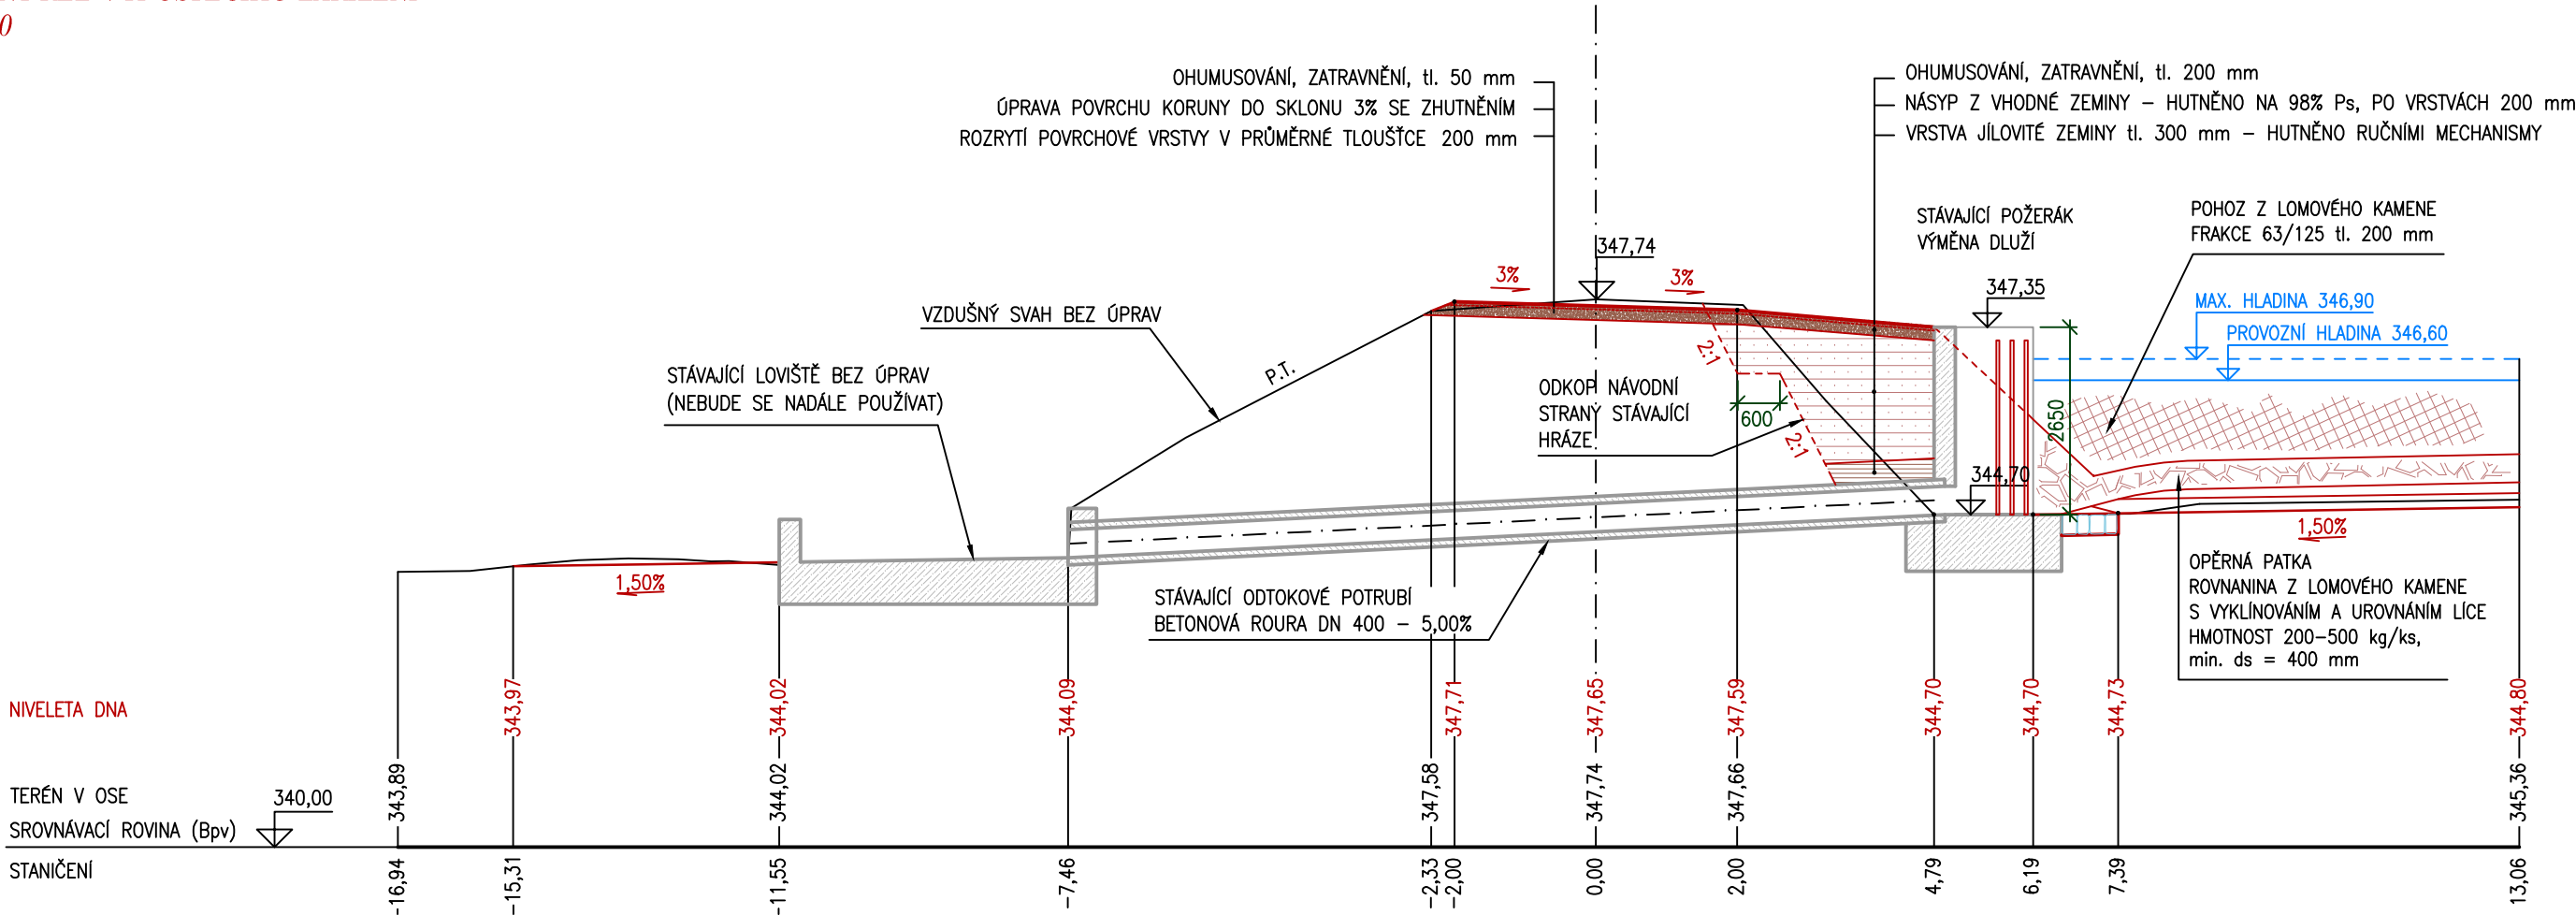 0
OHUMUSOVÁNÍ, ZATRAVNĚNÍ, tl. 50 mm
ÚPRAVA POVRCHU KORUNY DO SKLONU 3% SE ZHUTNĚNÍM
ROZRYTÍ POVRCHOVÉ VRSTVY V PRŮMĚRNÉ TLOUŠŤCE 200 mm
OHUMUSOVÁNÍ, ZATRAVNĚNÍ, tl. 200 mm
NÁSYP Z VHODNÉ ZEMINY – HUTNĚNO NA 98% Ps, PO VRSTVÁCH 200 mm
VRSTVA JÍLOVITÉ ZEMINY tl. 300 mm – HUTNĚNO RUČNÍMI MECHANISMY
STÁVAJÍCÍ POŽERÁK
VÝMĚNA DLUŽÍ
POHOZ Z LOMOVÉHO KAMENE
FRAKCE 63/125 tl. 200 mm
347,74
3%
3%
347,35
MAX. HLADINA 346,90
PROVOZNÍ HLADINA 346,60
VZDUŠNÝ SVAH BEZ ÚPRAV
P.T.
STÁVAJÍCÍ LOVIŠTĚ BEZ ÚPRAV
(NEBUDE SE NADÁLE POUŽÍVAT)
2:1
ODKOP NÁVODNÍ
STRANY STÁVAJÍCÍ
HRÁZE
600
2:1
2650
344,70
1,50%
1,50%
STÁVAJÍCÍ ODTOKOVÉ POTRUBÍ
BETONOVÁ ROURA DN 400 – 5,00%
OPĚRNÁ PATKA
ROVNANINA Z LOMOVÉHO KAMENE
S VYKLÍNOVÁNÍM A UROVNÁNÍM LÍCE
HMOTNOST 200-500 kg/ks,
min. ds = 400 mm
NIVELETA DNA
343,97
344,02
344,09
347,71
347,65
347,59
344,70
344,70
344,73
344,80
TERÉN V OSE
343,89
344,02
347,58
347,74
347,66
345,36
340,00
SROVNÁVACÍ ROVINA (Bpv)
STANIČENÍ
-16,94
-15,31
-11,55
-7,46
-2,33
-2,00
0,00
2,00
4,79
6,19
7,39
13,06